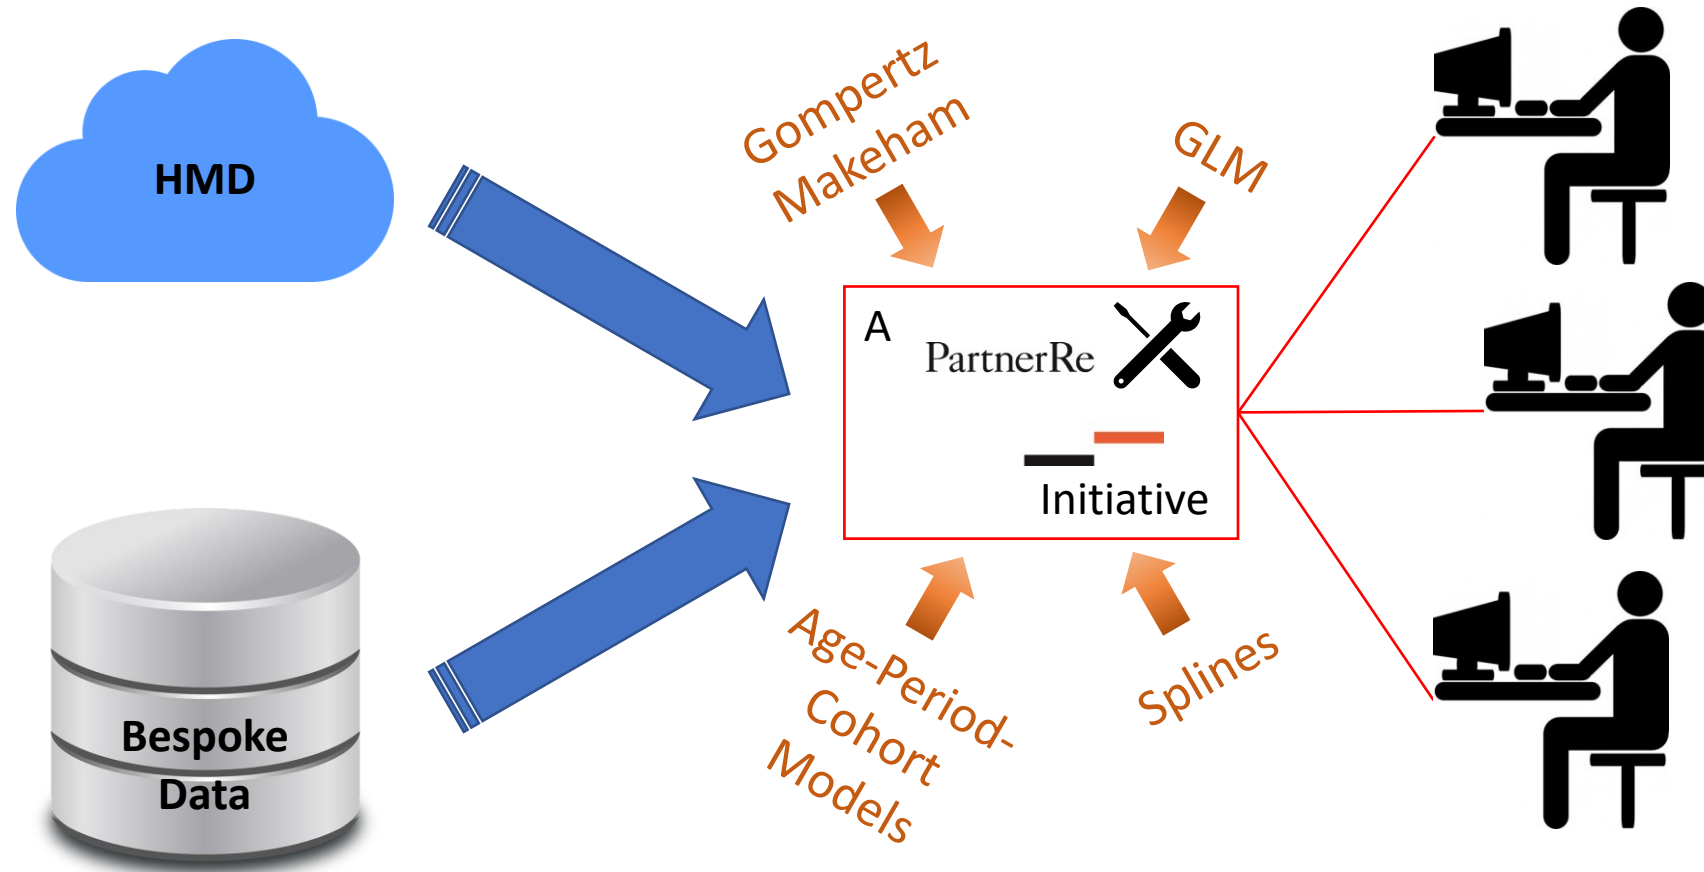 HMD
Bespoke
Data
Gompertz
Makeham
GLM
A
PartnerRe
Initiative
Age-Period-
Cohort
Models
Splines